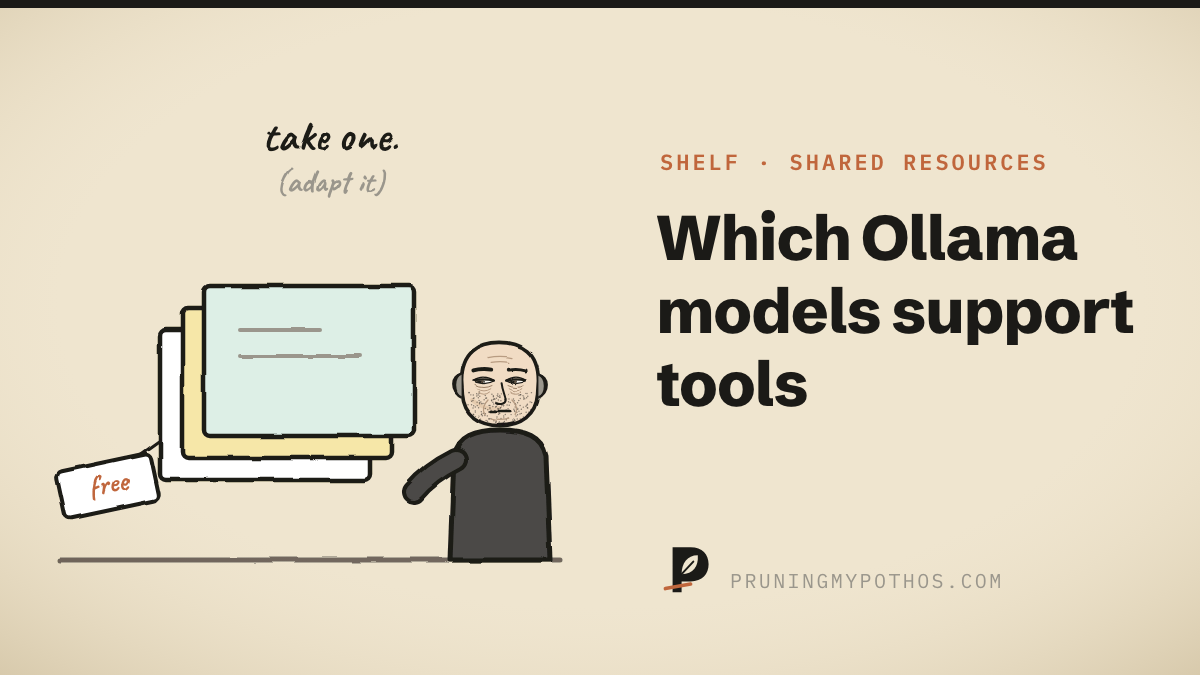 take one.
(adapt it)
free
SHELF · SHARED RESOURCES
Which Ollama
models support
tools
PRUNINGMYPOTHOS.COM